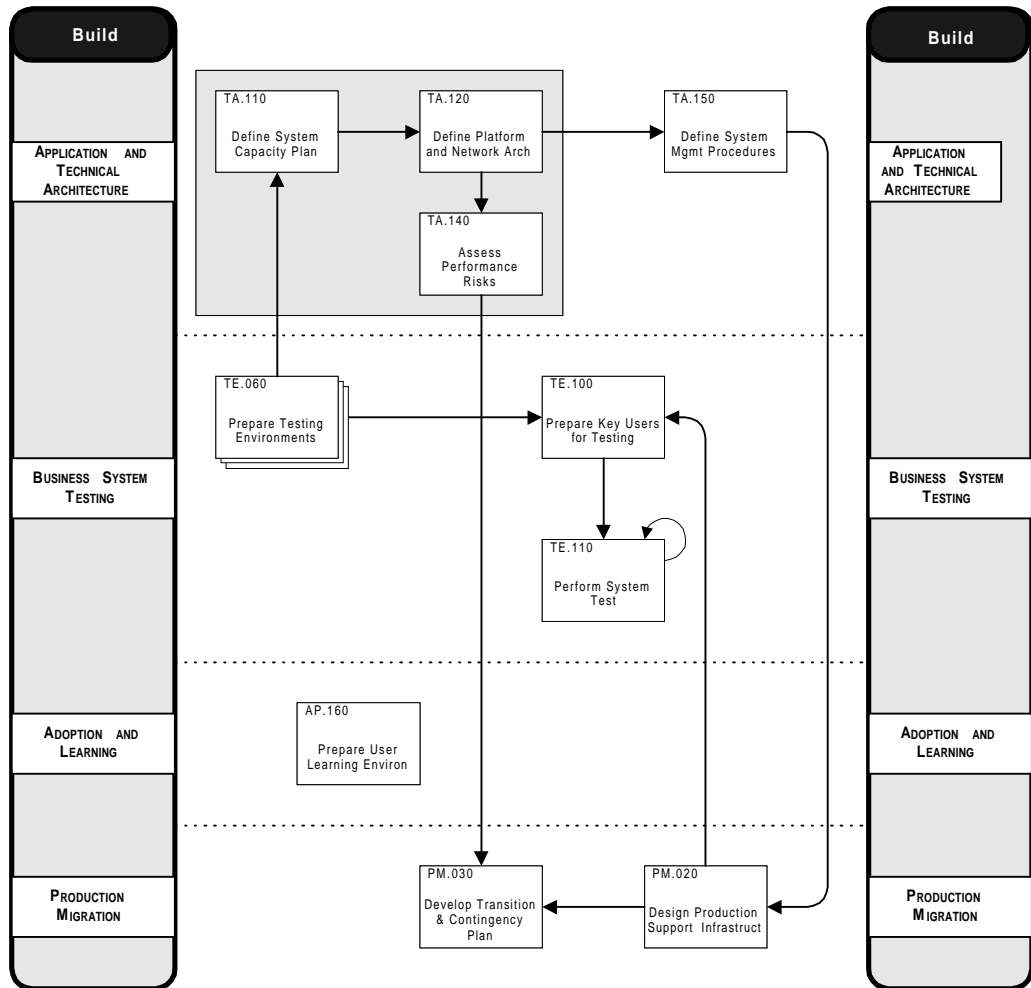 Build
Build
TA.110
Define System
Capacity Plan
TA.120
Define Platform
and Network Arch
TA.150
Define System
Mgmt Procedures
APPLICATION AND
TECHNICAL
ARCHITECTURE
APPLICATION
AND TECHNICAL
ARCHITECTURE
TA.140
Assess
Performance
Risks
TE.060
Prepare Testing
Environments
TE.100
Prepare Key Users
for Testing
BUSINESS SYSTEM
TESTING
BUSINESS SYSTEM
TESTING
TE.110
Perform System
Test
AP.160
Prepare User
Learning Environ
ADOPTION AND
LEARNING
ADOPTION AND
LEARNING
PM.030
Develop Transition
& Contingency
Plan
PM.020
Design Production
Support Infrastruct
PRODUCTION
MIGRATION
PRODUCTION
MIGRATION